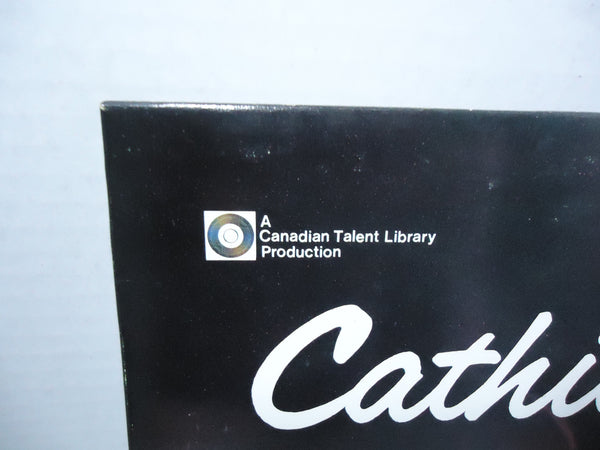 A
Canadian Talent Library
Production
Cathi